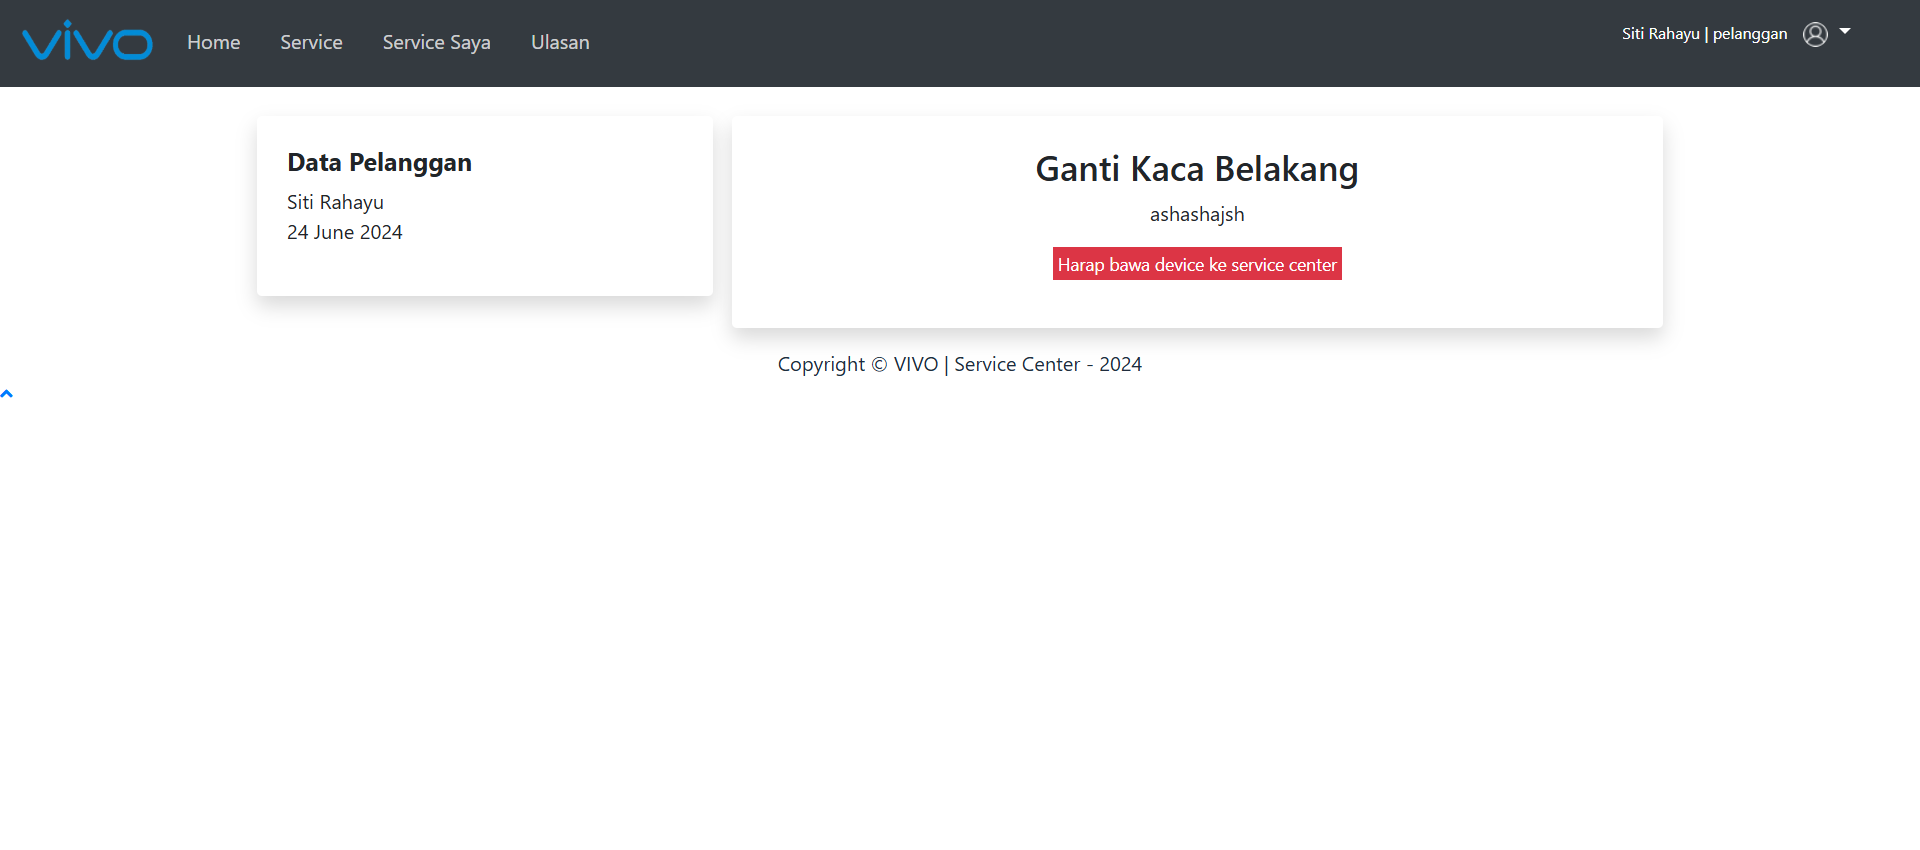 vivo
Home Service Service Saya Ulasan
Siti Rahayu | pelanggan
Data Pelanggan
Siti Rahayu
24 June 2024
Ganti Kaca Belakang
ashashajsh
Harap bawa device ke service center
Copyright © VIVO | Service Center - 2024